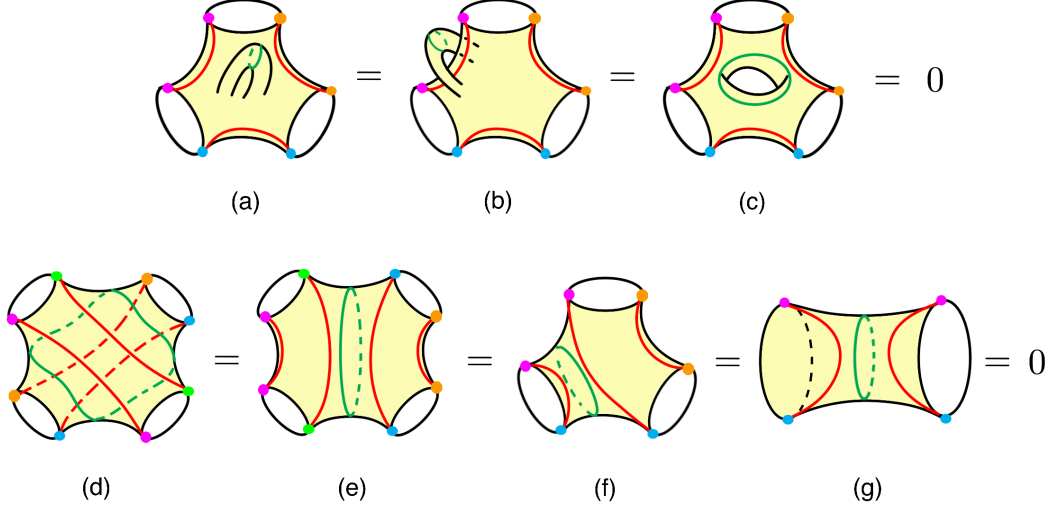 = = = 0
(a) (b) (c)
= = = = 0
(d) (e) (f) (g)